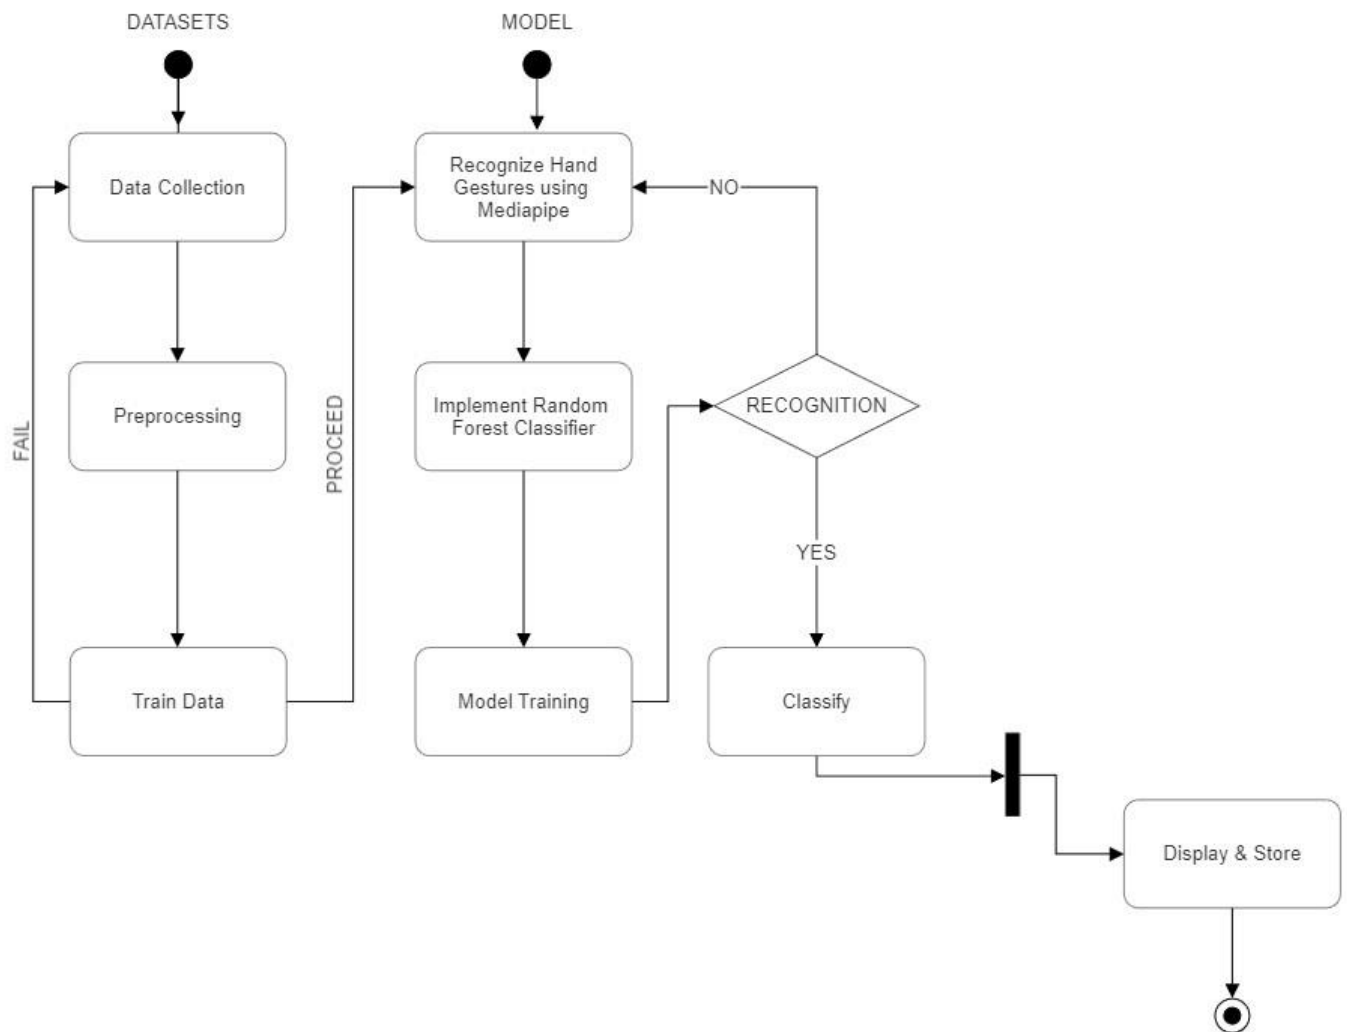 DATASETS
MODEL
Data Collection
Recognize Hand
Gestures using
Mediapipe
NO
Preprocessing
Implement Random
Forest Classifier
RECOGNITION
FAIL
PROCEED
YES
Train Data
Model Training
Classify
Display & Store